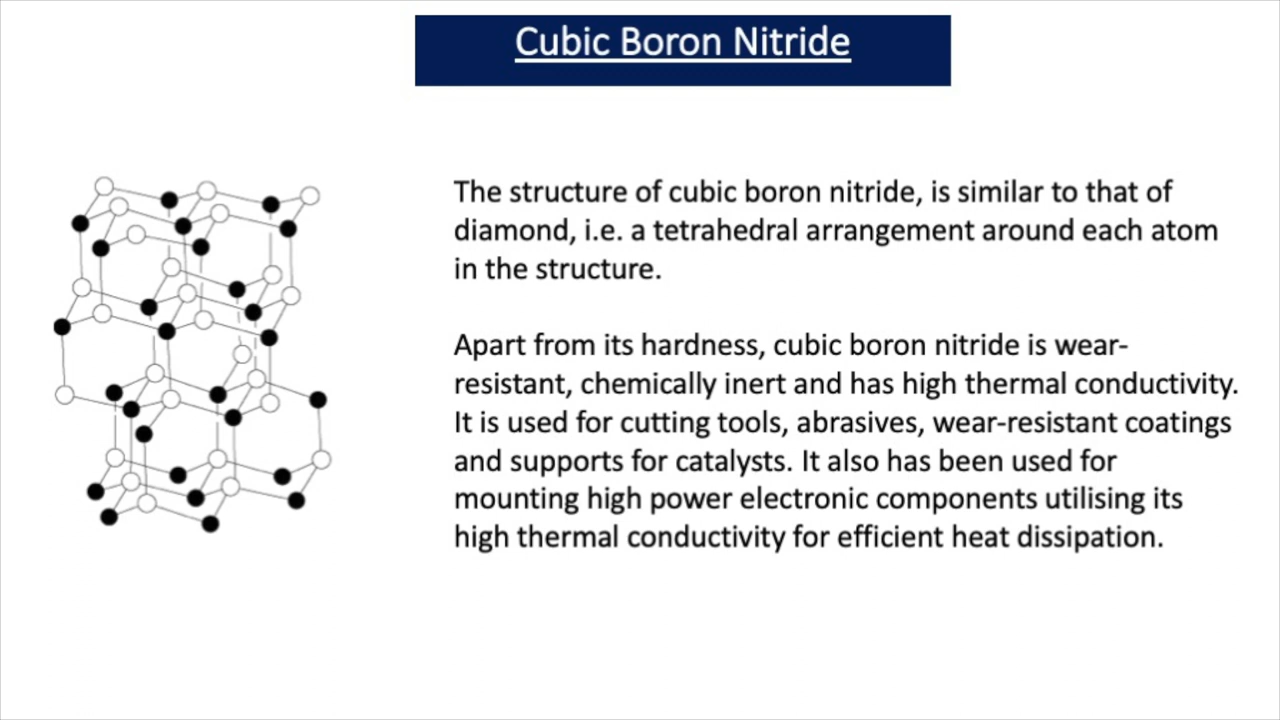 Cubic Boron Nitride
The structure of cubic boron nitride, is similar to that of
diamond, i.e. a tetrahedral arrangement around each atom
in the structure.
Apart from its hardness, cubic boron nitride is wear-
resistant, chemically inert and has high thermal conductivity.
It is used for cutting tools, abrasives, wear-resistant coatings
and supports for catalysts. It also has been used for
mounting high power electronic components utilising its
high thermal conductivity for efficient heat dissipation.